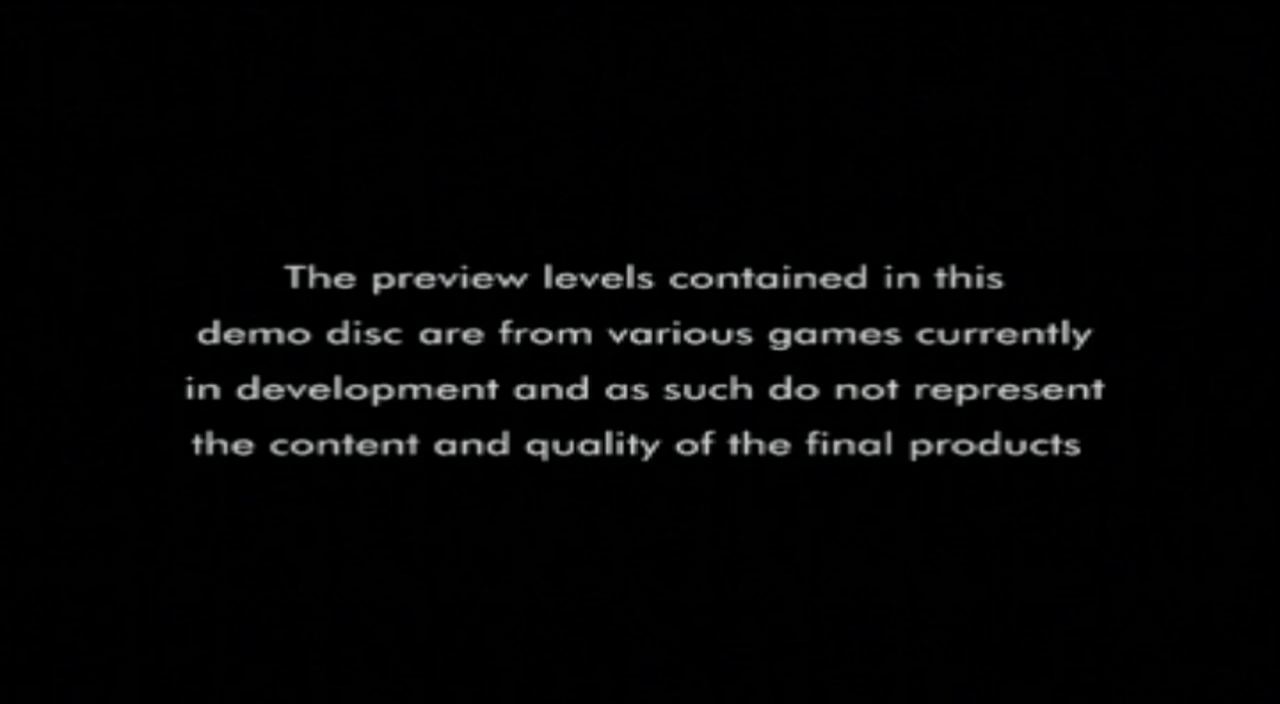 The preview levels contained in this
demo disc are from various games currently
in development and as such do not represent
the content and quality of the final products